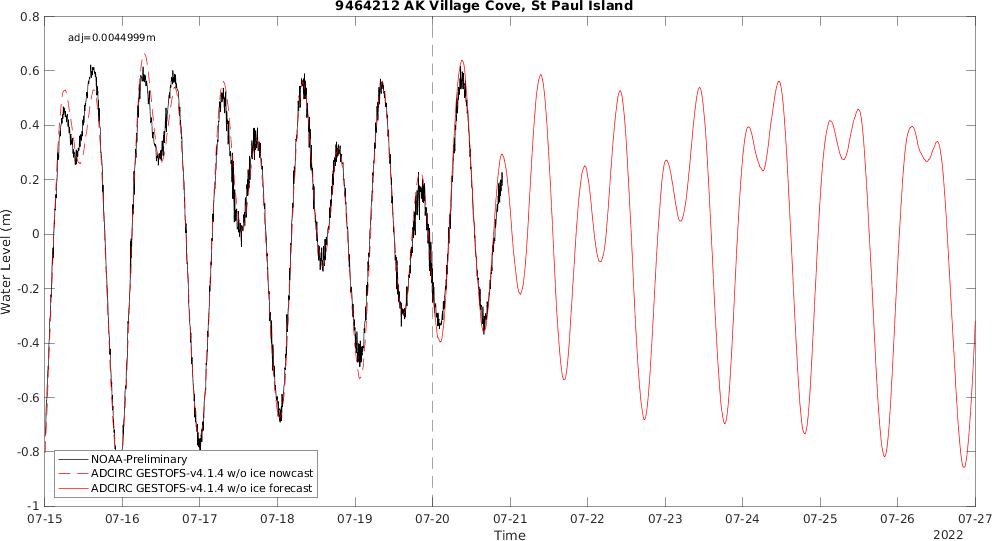 9464212 AK Village Cove, St Paul Island
adj=0.0044999m
Water Level (m)
0.8
0.6
0.4
0.2
0
-0.2
-0.4
-0.6
-0.8
-1
NOAA-Preliminary
ADCIRC GESTOFS-v4.1.4 w/o ice nowcast
ADCIRC GESTOFS-v4.1.4 w/o ice forecast
07-15 07-16 07-17 07-18 07-19 07-20 07-21 07-22 07-23 07-24 07-25 07-26 07-27
Time
2022